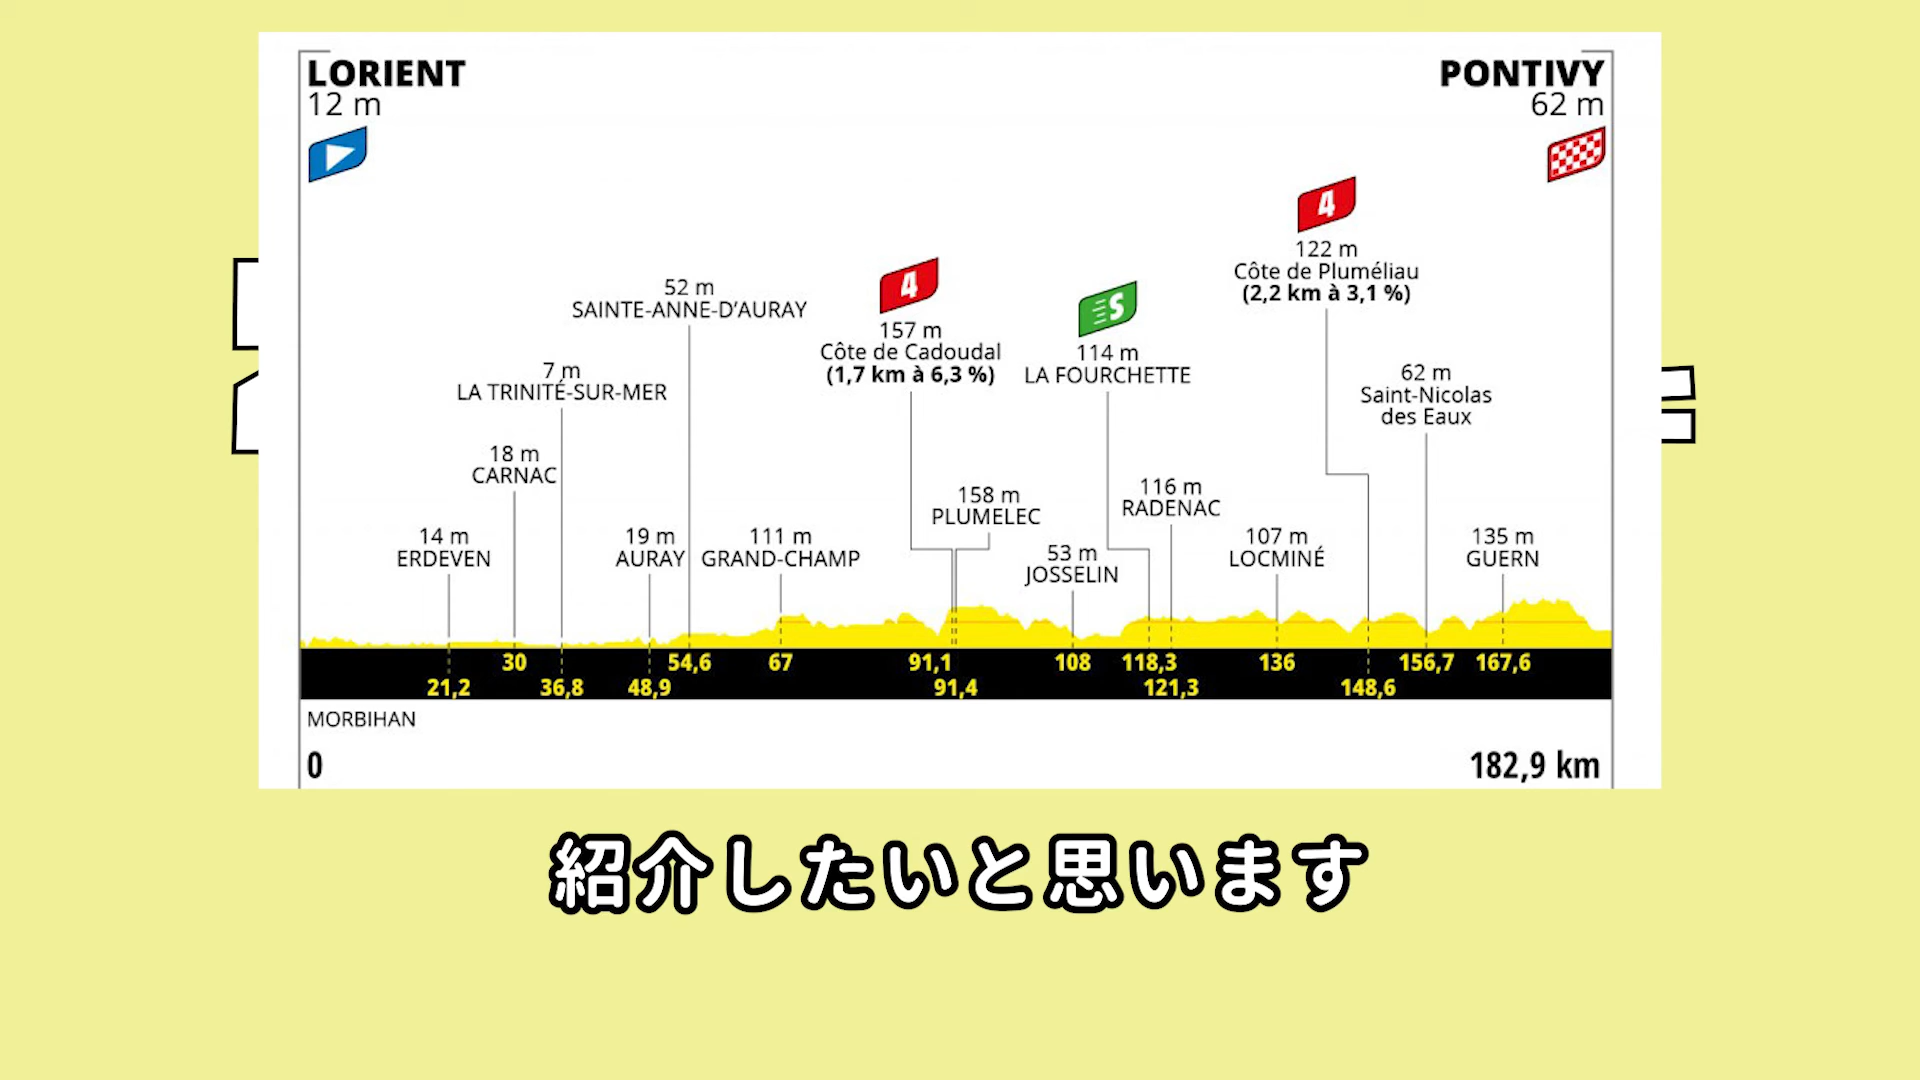 LORIENT
12 m
PONTIVY
62 m
4
122 m
Côte de Pluméliau
(2,2 km à 3,1 %)
52 m
SAINTE-ANNE-D'AURAY
4
157 m
Côte de Cadoudal
(1,7 km à 6,3 %)
S
114 m
LA FOURCHETTE
7 m
LA TRINITÉ-SUR-MER
62 m
Saint-Nicolas
des Eaux
18 m
CARNAC
158 m
PLUMELEC
116 m
RADENAC
14 m
ERDEVEN
19 m
AURAY
111 m
GRAND-CHAMP
53 m
JOSSELIN
107 m
LOCMINÉ
135 m
GUERN
30 54,6 67 91,1 108 118,3 136 156,7 167,6
21,2 36,8 48,9 91,4 121,3 148,6
MORBIHAN
0
182,9 km
紹介したいと思います